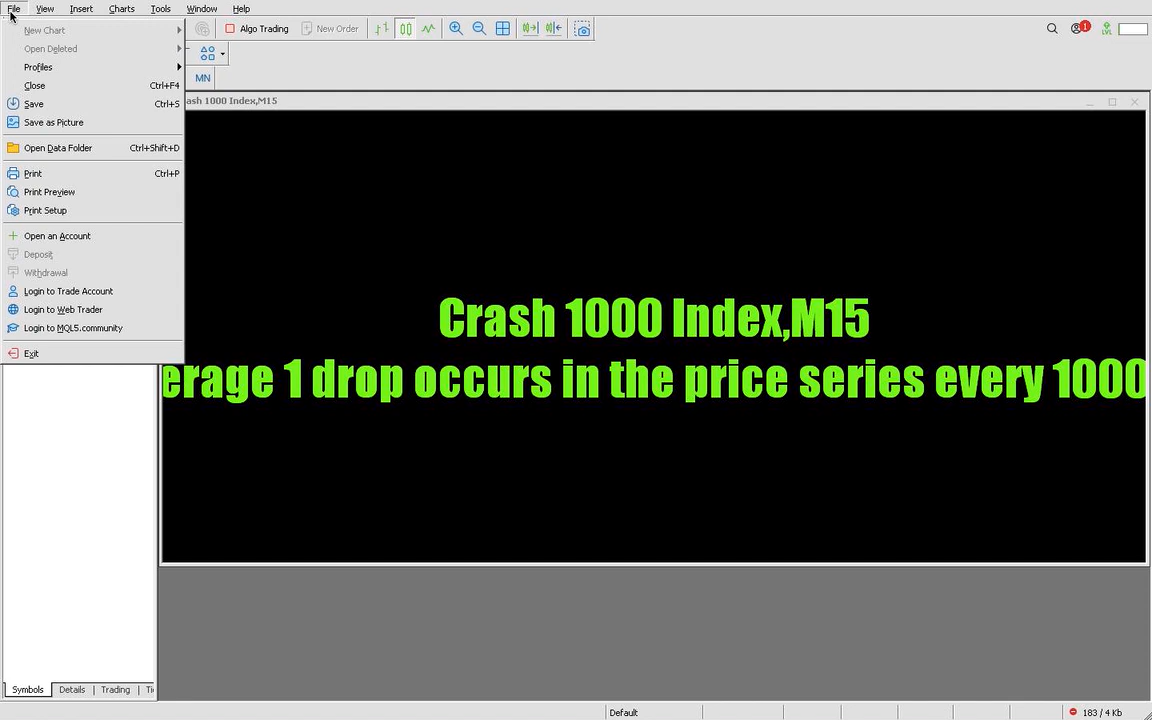 File View Insert Charts Tools Window Help
New Chart
Algo Trading New Order
1
LVL
Open Deleted
Profiles
MN
Close Ctrl+F4
Save Ctrl+S
ash 1000 Index,M15
Save as Picture
Open Data Folder Ctrl+Shift+D
Print Ctrl+P
Print Preview
Print Setup
Open an Account
Deposit
Withdrawal
Login to Trade Account
Login to Web Trader
Login to MQL5.community
Exit
Crash 1000 Index,M15
erage 1 drop occurs in the price series every 1000
Symbols Details Trading Ti
Default 183 / 4 Kb